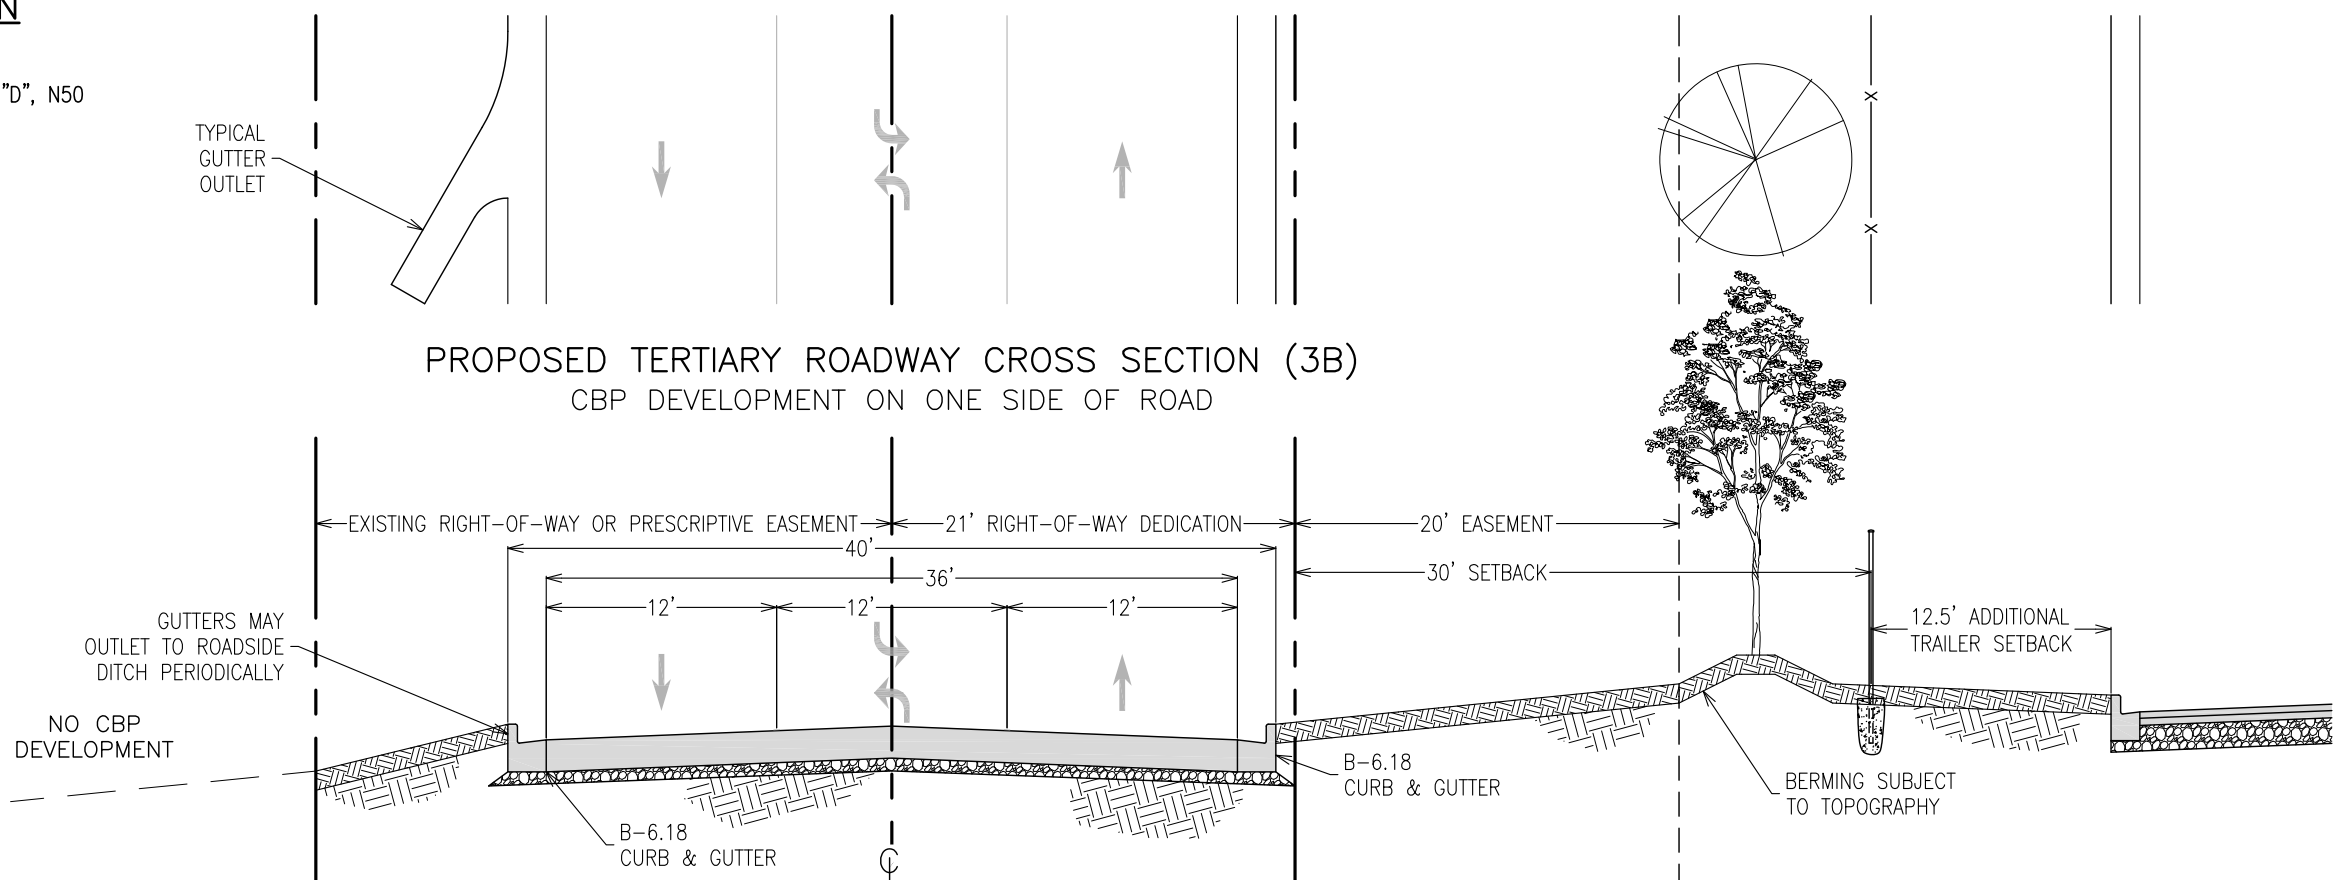 N
"D", N50
TYPICAL
GUTTER
OUTLET
X
X
PROPOSED TERTIARY ROADWAY CROSS SECTION (3B)
CBP DEVELOPMENT ON ONE SIDE OF ROAD
EXISTING RIGHT-OF-WAY OR PRESCRIPTIVE EASEMENT
21' RIGHT-OF-WAY DEDICATION
20' EASEMENT
40'
36'
30' SETBACK
12'
12'
12'
12.5' ADDITIONAL
TRAILER SETBACK
GUTTERS MAY
OUTLET TO ROADSIDE
DITCH PERIODICALLY
NO CBP
DEVELOPMENT
B-6.18
CURB & GUTTER
B-6.18
CURB & GUTTER
BERMING SUBJECT
TO TOPOGRAPHY
℄